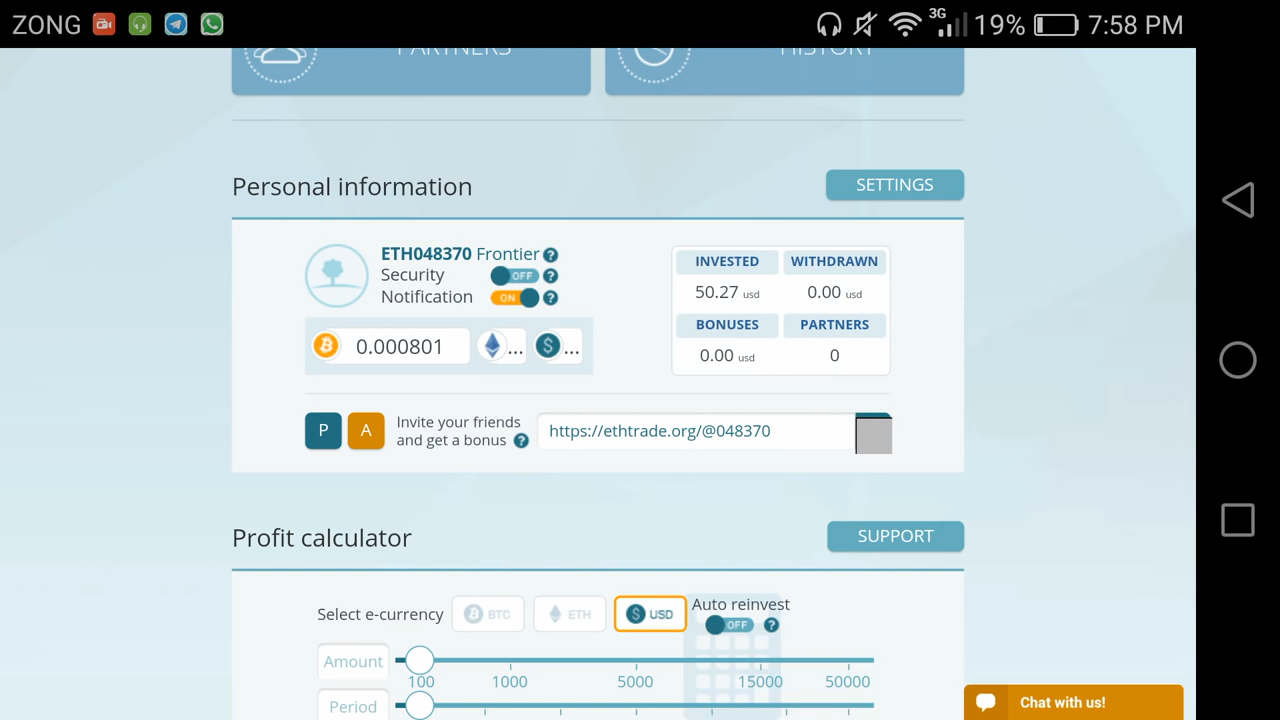 ZONG 3G 19% 7:58 PM
PARTNERS HISTORY
Personal information SETTINGS
ETH048370 Frontier ?
Security OFF ?
Notification ON ?
INVESTED WITHDRAWN
50.27 usd 0.00 usd
BONUSES PARTNERS
0.00 usd 0
0.000801 ... $ ...
P A Invite your friends
and get a bonus ? https://ethtrade.org/@048370
Profit calculator SUPPORT
Select e-currency BTC ETH $ USD Auto reinvest
OFF ?
Amount
100 1000 5000 15000 50000
Period
Chat with us!